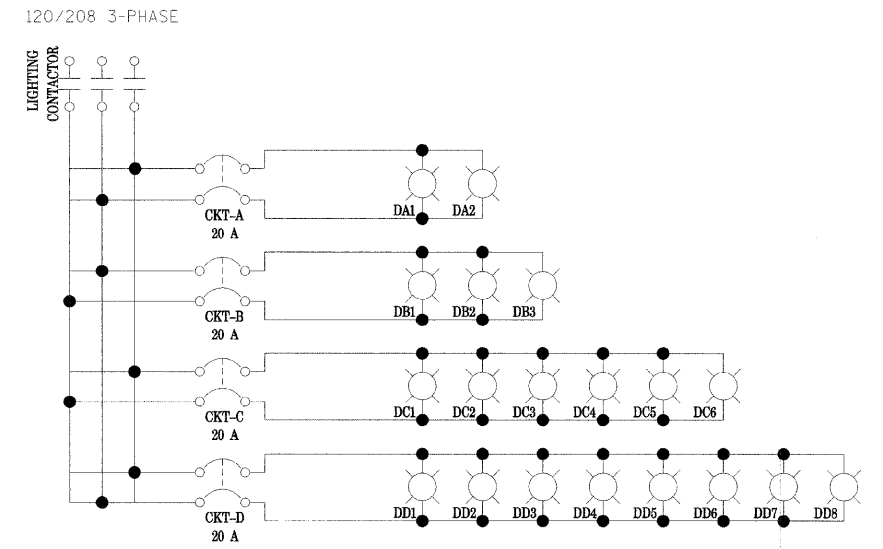 120/208 3-PHASE
LIGHTING
CONTACTOR
DA1 DA2
CKT-A
20 A
DB1 DB2 DB3
CKT-B
20 A
DC1 DC2 DC3 DC4 DC5 DC6
CKT-C
20 A
DD1 DD2 DD3 DD4 DD5 DD6 DD7 DD8
CKT-D
20 A